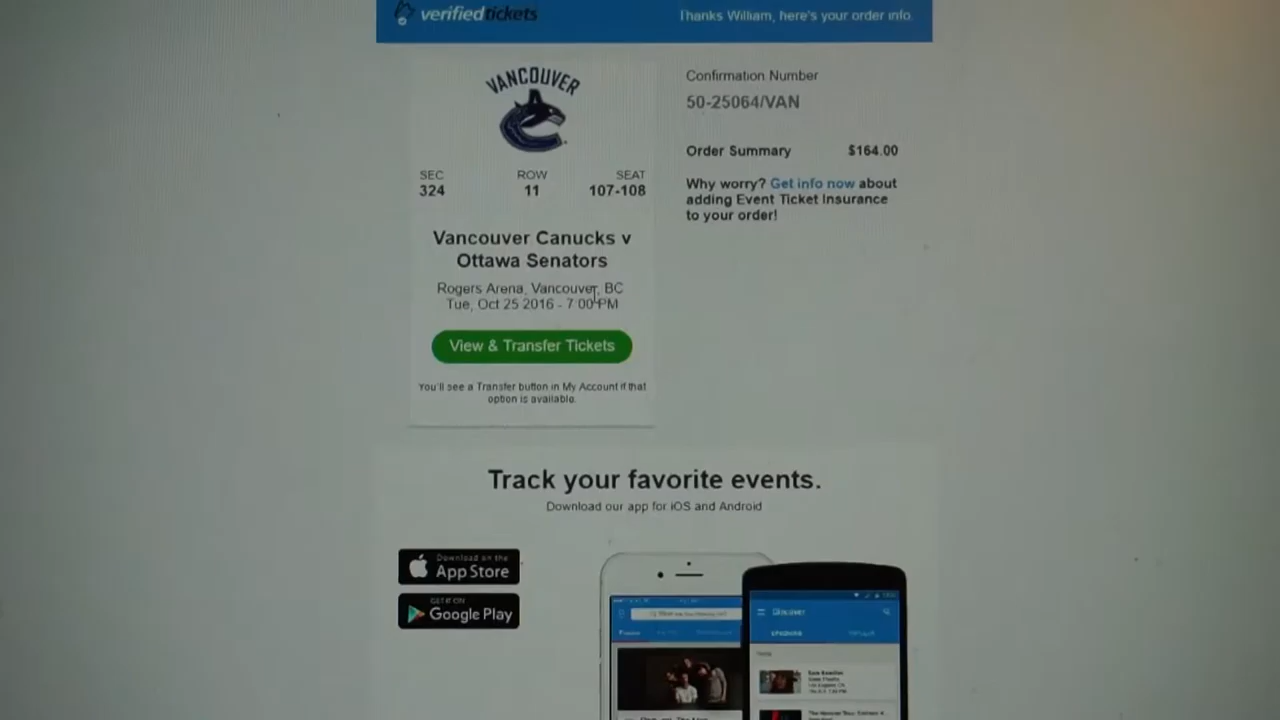 verifiedtickets
Thanks William, here's your order info.
VANCOUVER
Confirmation Number
50-25064/VAN
Order Summary $164.00
Why worry? Get info now about
adding Event Ticket Insurance
to your order!
SEC ROW SEAT
324 11 107-108
Vancouver Canucks v
Ottawa Senators
Rogers Arena, Vancouver, BC
Tue, Oct 25 2016 - 7:00 PM
View & Transfer Tickets
You'll see a Transfer button in My Account if that
option is available.
Track your favorite events.
Download our app for iOS and Android
Download on the
App Store
GET IT ON
Google Play
Discover